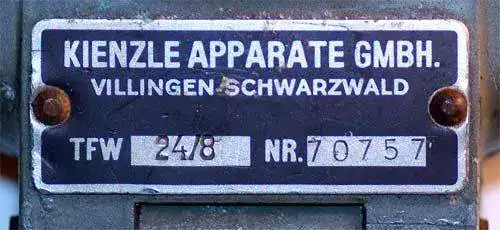 KIENZLE APPARATE GMBH.
VILLINGEN/SCHWARZWALD
TFW 24/8 NR. 70757